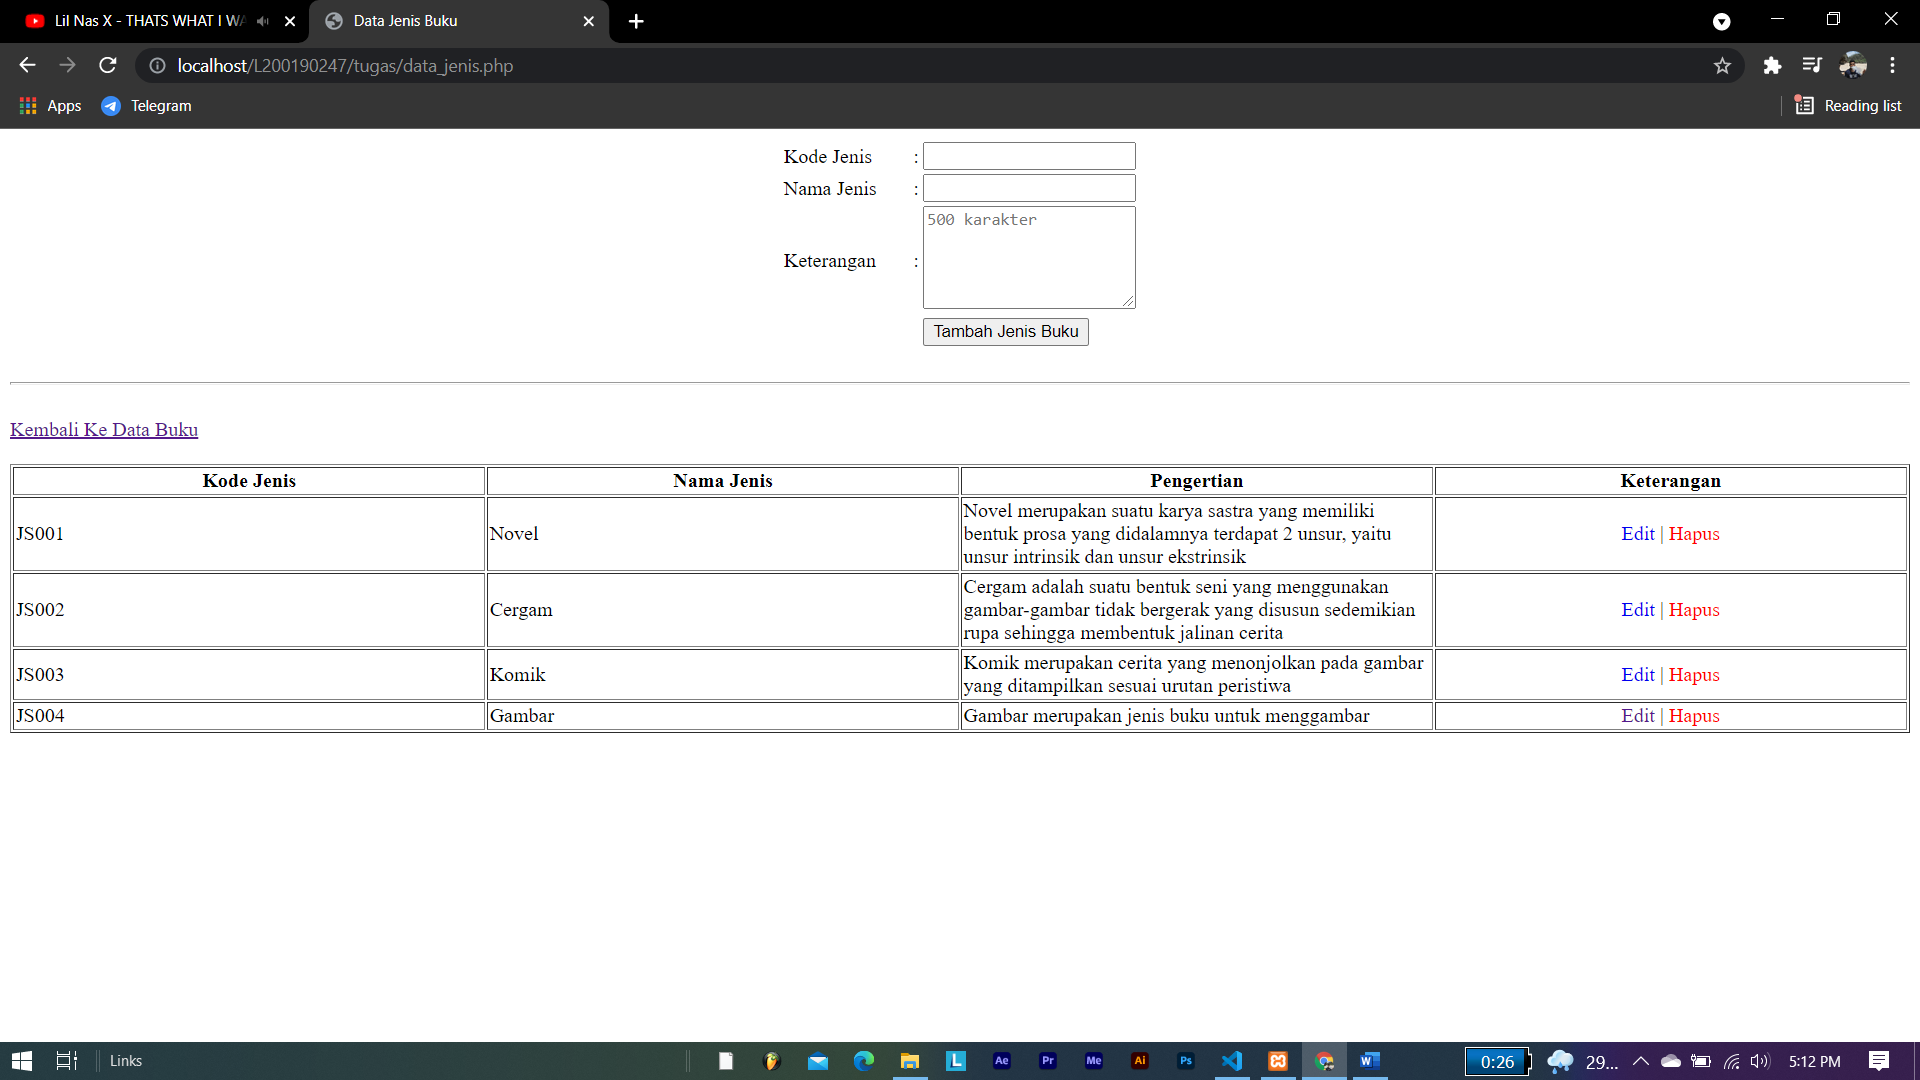 Lil Nas X - THATS WHAT I WA
Data Jenis Buku
localhost/L200190247/tugas/data_jenis.php
Apps
Telegram
Reading list
Kode Jenis :
Nama Jenis :
500 karakter
Keterangan :
Tambah Jenis Buku
Kembali Ke Data Buku
Kode Jenis Nama Jenis Pengertian Keterangan
JS001 Novel Novel merupakan suatu karya sastra yang memiliki
bentuk prosa yang didalamnya terdapat 2 unsur, yaitu
unsur intrinsik dan unsur ekstrinsik
Edit | Hapus
JS002 Cergam Cergam adalah suatu bentuk seni yang menggunakan
gambar-gambar tidak bergerak yang disusun sedemikian
rupa sehingga membentuk jalinan cerita
Edit | Hapus
JS003 Komik Komik merupakan cerita yang menonjolkan pada gambar
yang ditampilkan sesuai urutan peristiwa
Edit | Hapus
JS004 Gambar Gambar merupakan jenis buku untuk menggambar Edit | Hapus
Links
L
Ae
Pr
Me
Ai
Ps
W
0:26
29...
5:12 PM